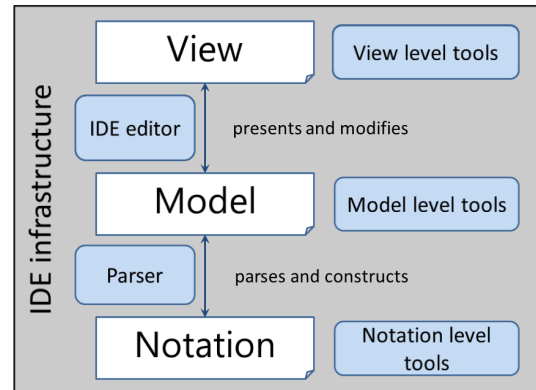 IDE infrastructure
View
View level tools
IDE editor
presents and modifies
Model
Model level tools
Parser
parses and constructs
Notation
Notation level
tools